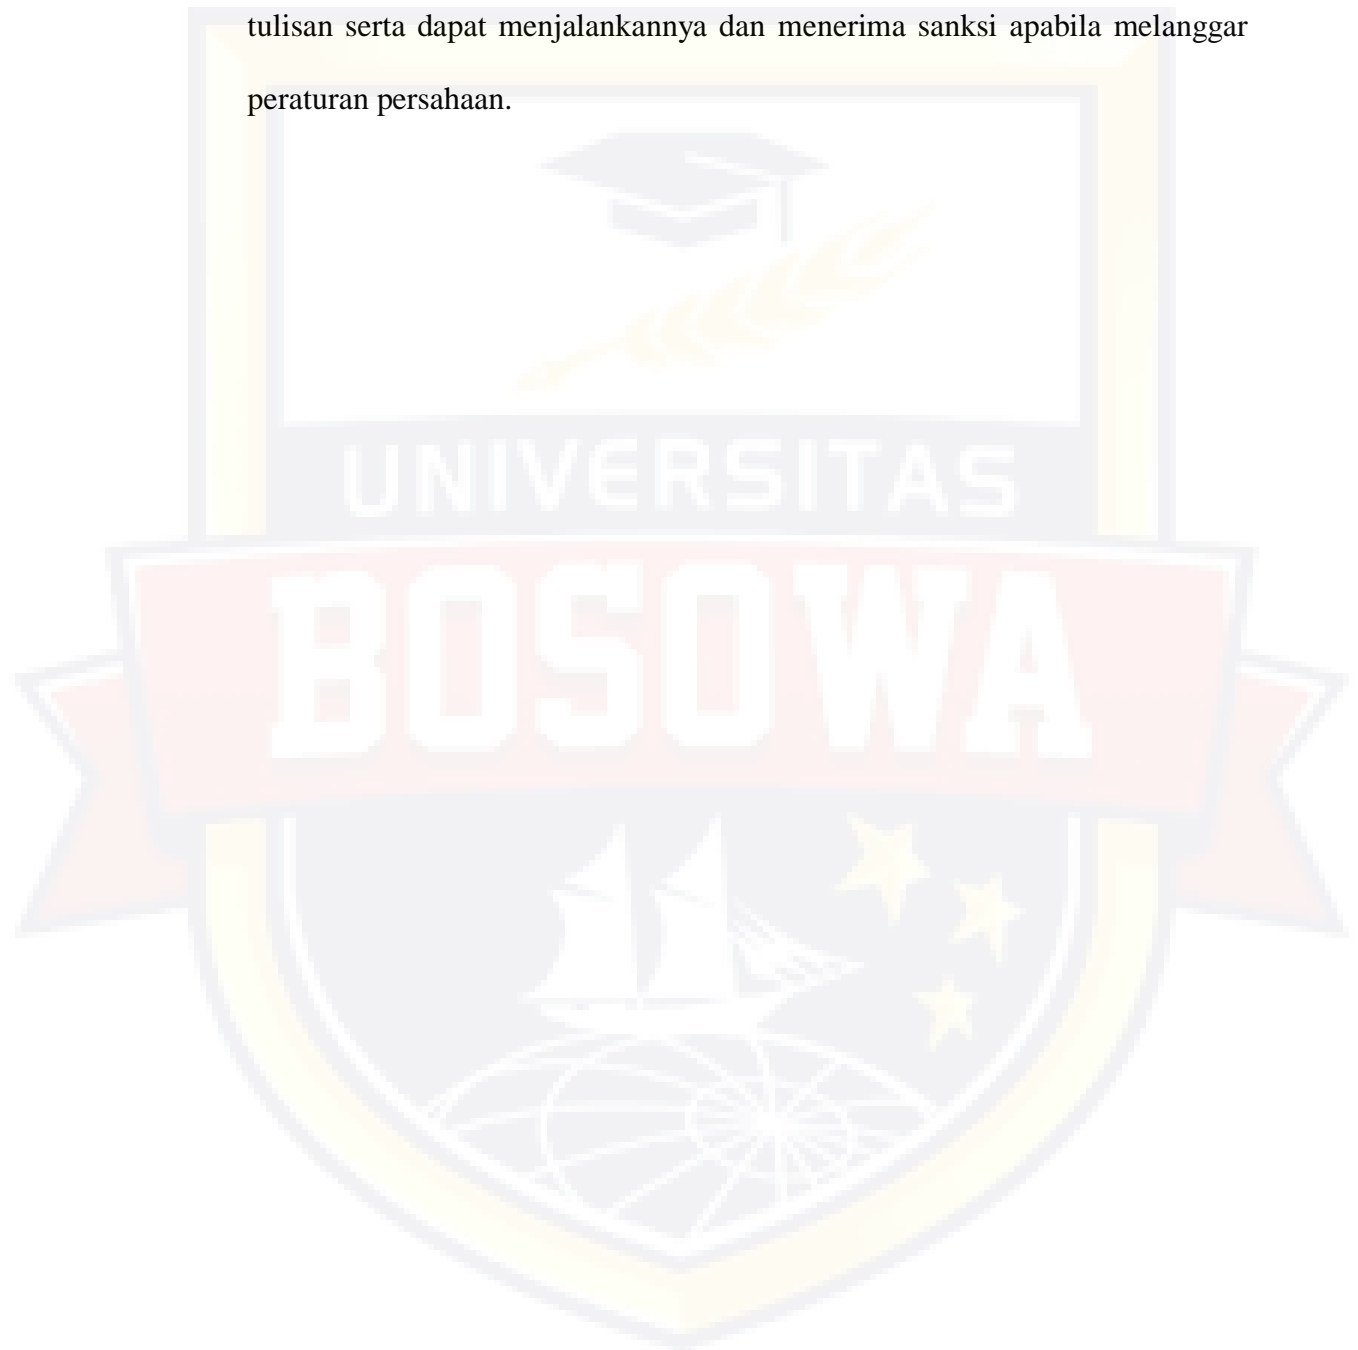 tulisan serta dapat menjalankannya dan menerima sanksi apabila melanggar
peraturan persahaan.
UNIVERSITAS
BOSOWA